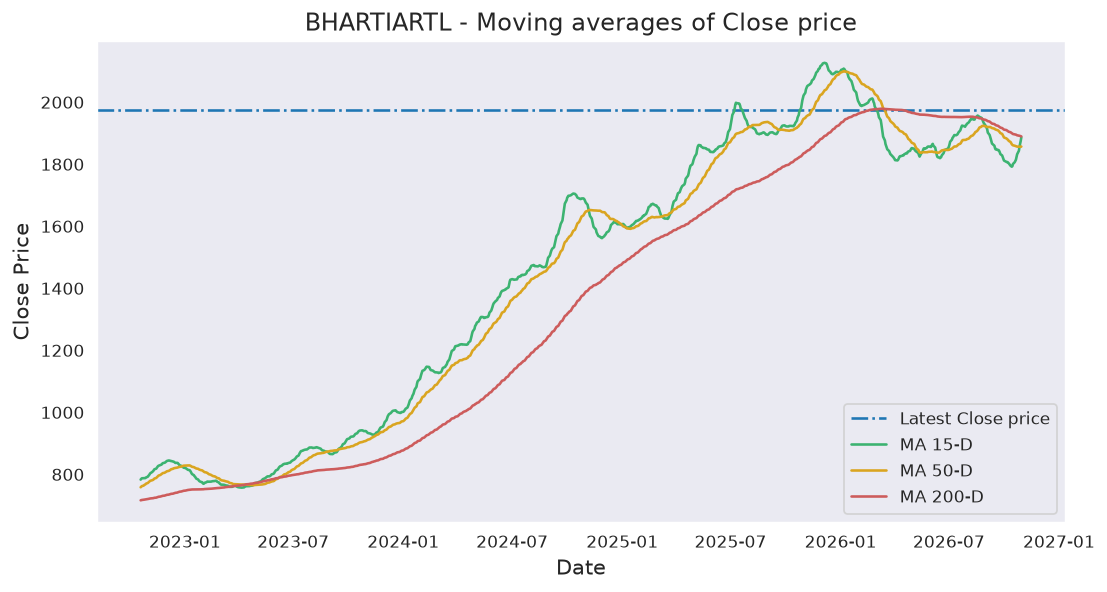 BHARTIARTL - Moving averages of Close price
Close Price
2000
1800
1600
1400
1200
1000
800
Latest Close price
MA 15-D
MA 50-D
MA 200-D
2023-01 2023-07 2024-01 2024-07 2025-01 2025-07 2026-01 2026-07 2027-01
Date